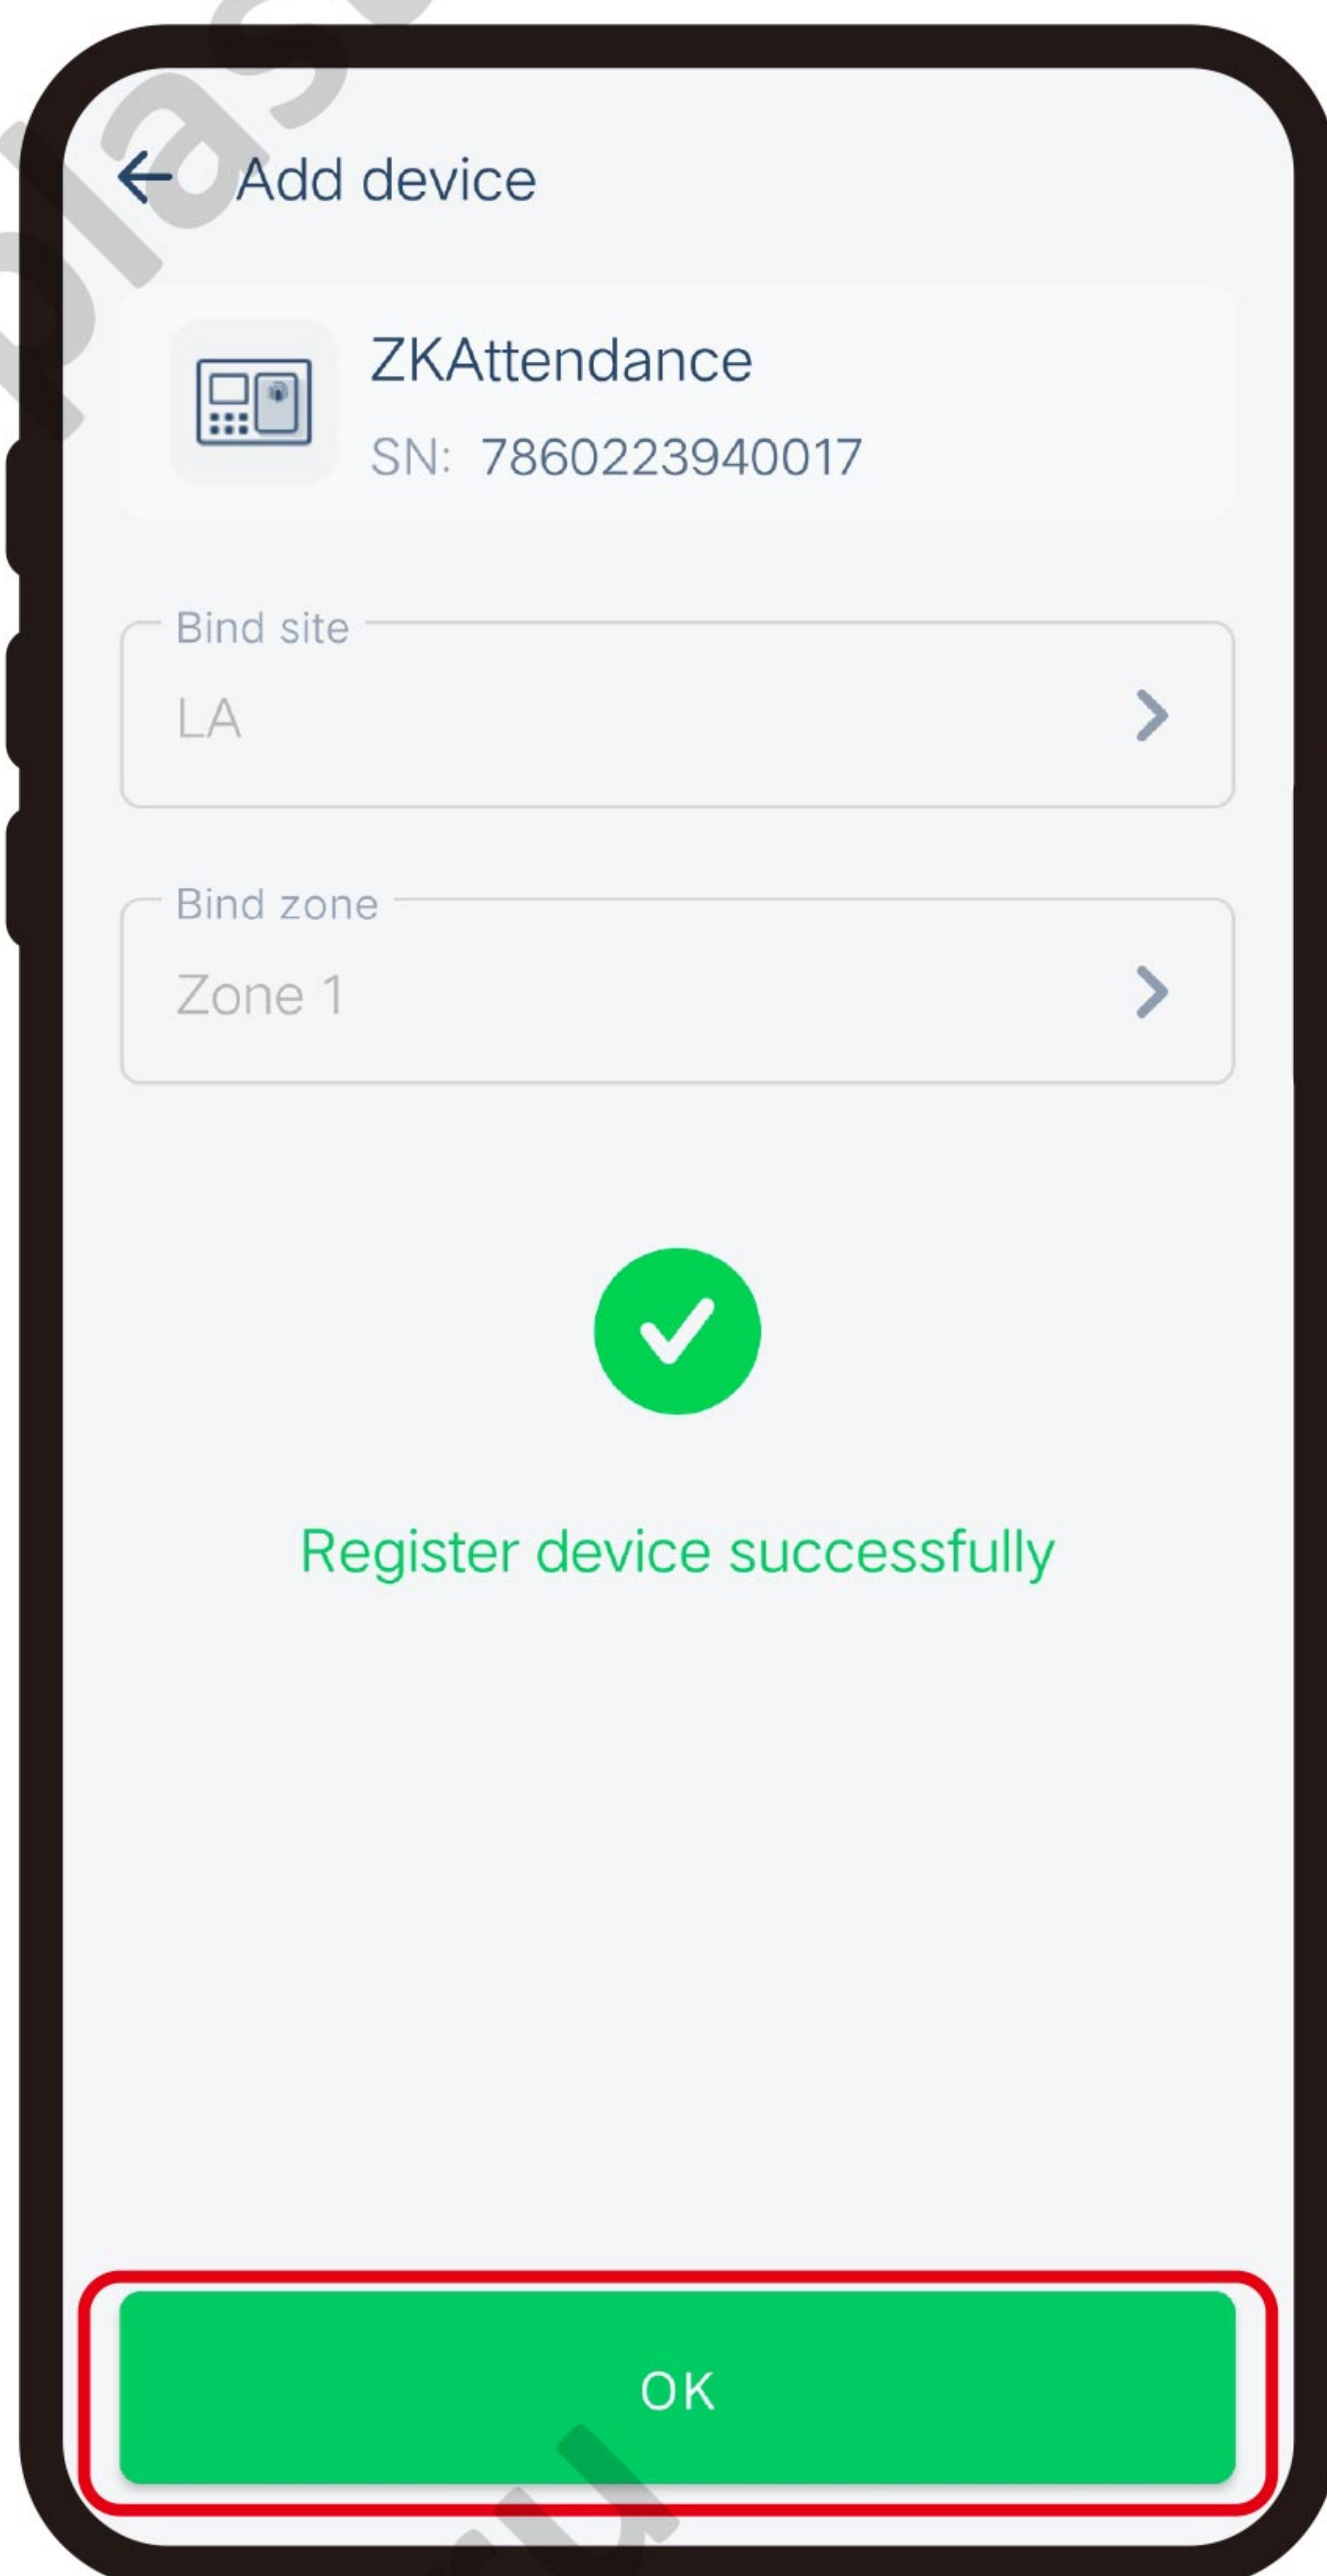 Add device
ZKAttendance
SN: 7860223940017
Bind site
LA
Bind zone
Zone 1
Register device successfully
OK